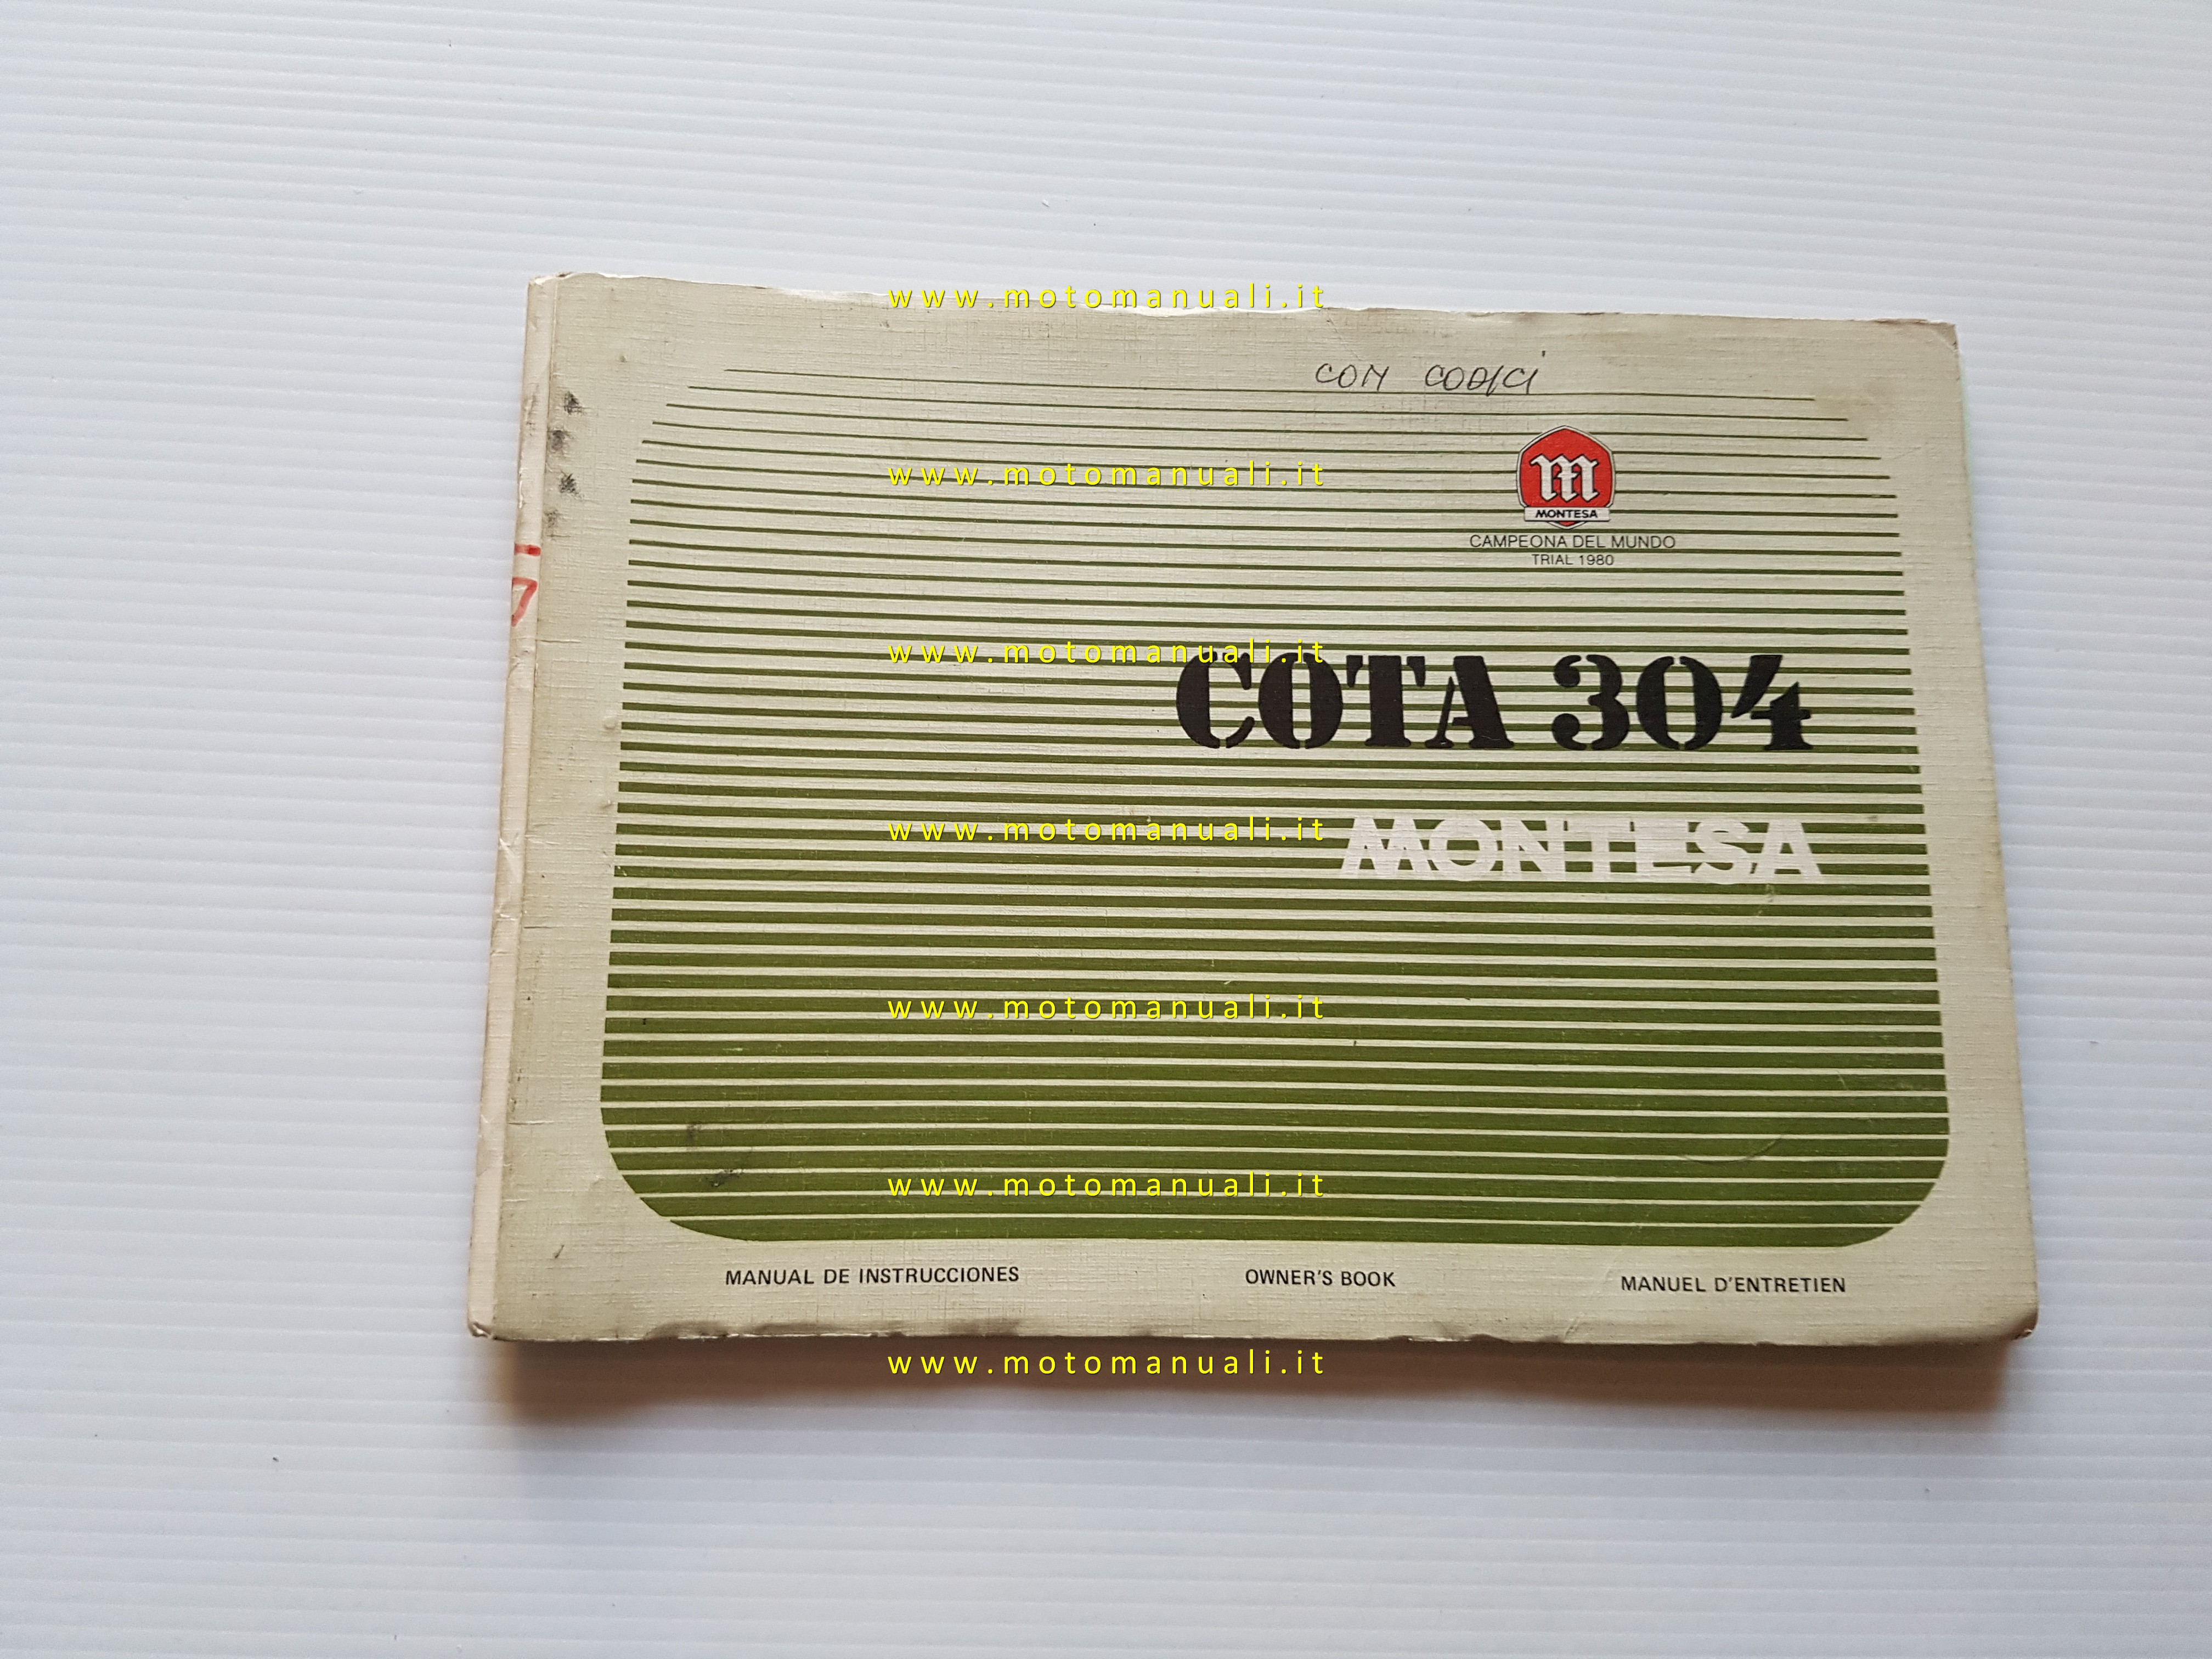 www.motomanuali.it
CON CODICI
www.motomanuali.it
m
MONTESA
CAMPEONA DEL MUNDO
TRIAL 1980
www.motomanuali.it
COTA 304
www.motomanuali.it
MONTESA
www.motomanuali.it
www.motomanuali.it
MANUAL DE INSTRUCCIONES
OWNER'S BOOK
MANUEL D'ENTRETIEN
www.motomanuali.it